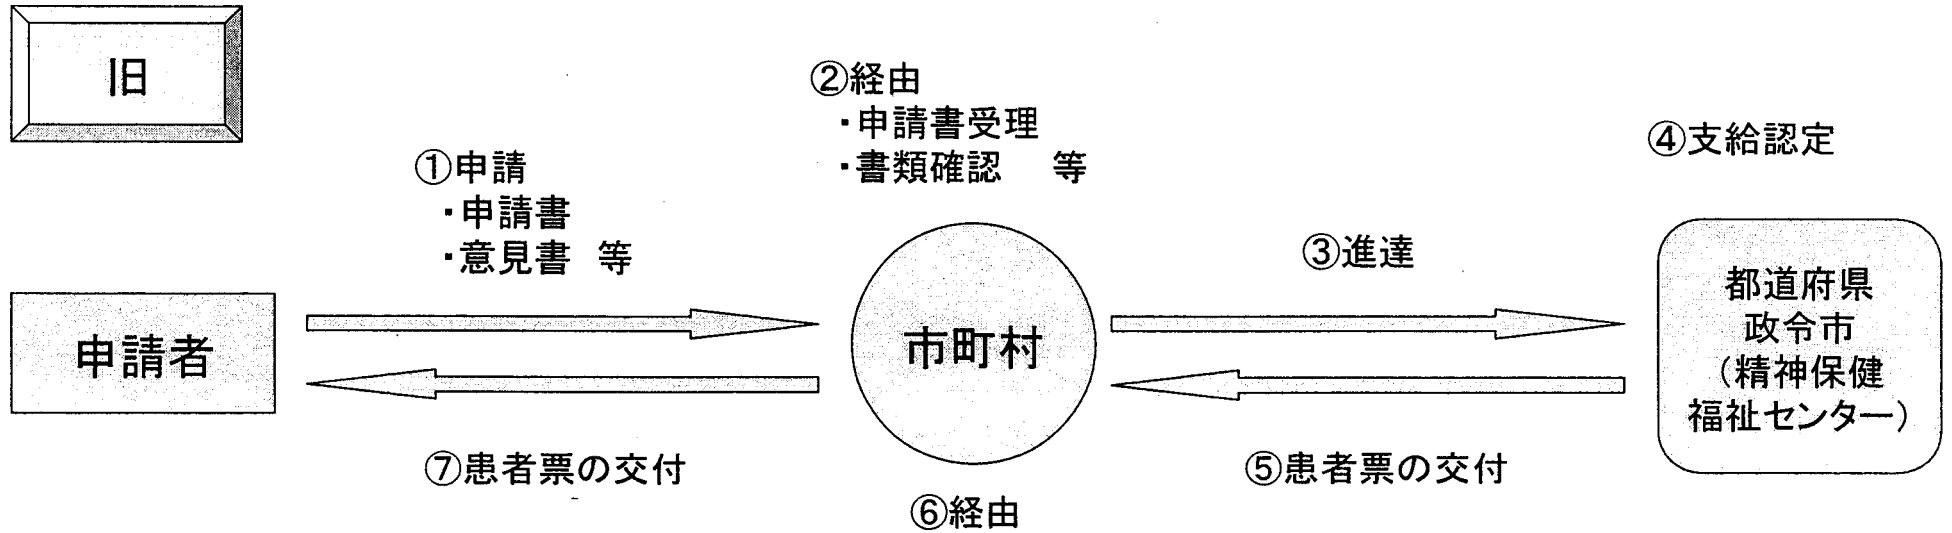 旧
①申請
・申請書
・意見書 等
②経由
・申請書受理
・書類確認 等
③進達
④支給認定
申請者
市町村
都道府県
政令市
（精神保健
福祉センター）
⑦患者票の交付
⑥経由
⑤患者票の交付